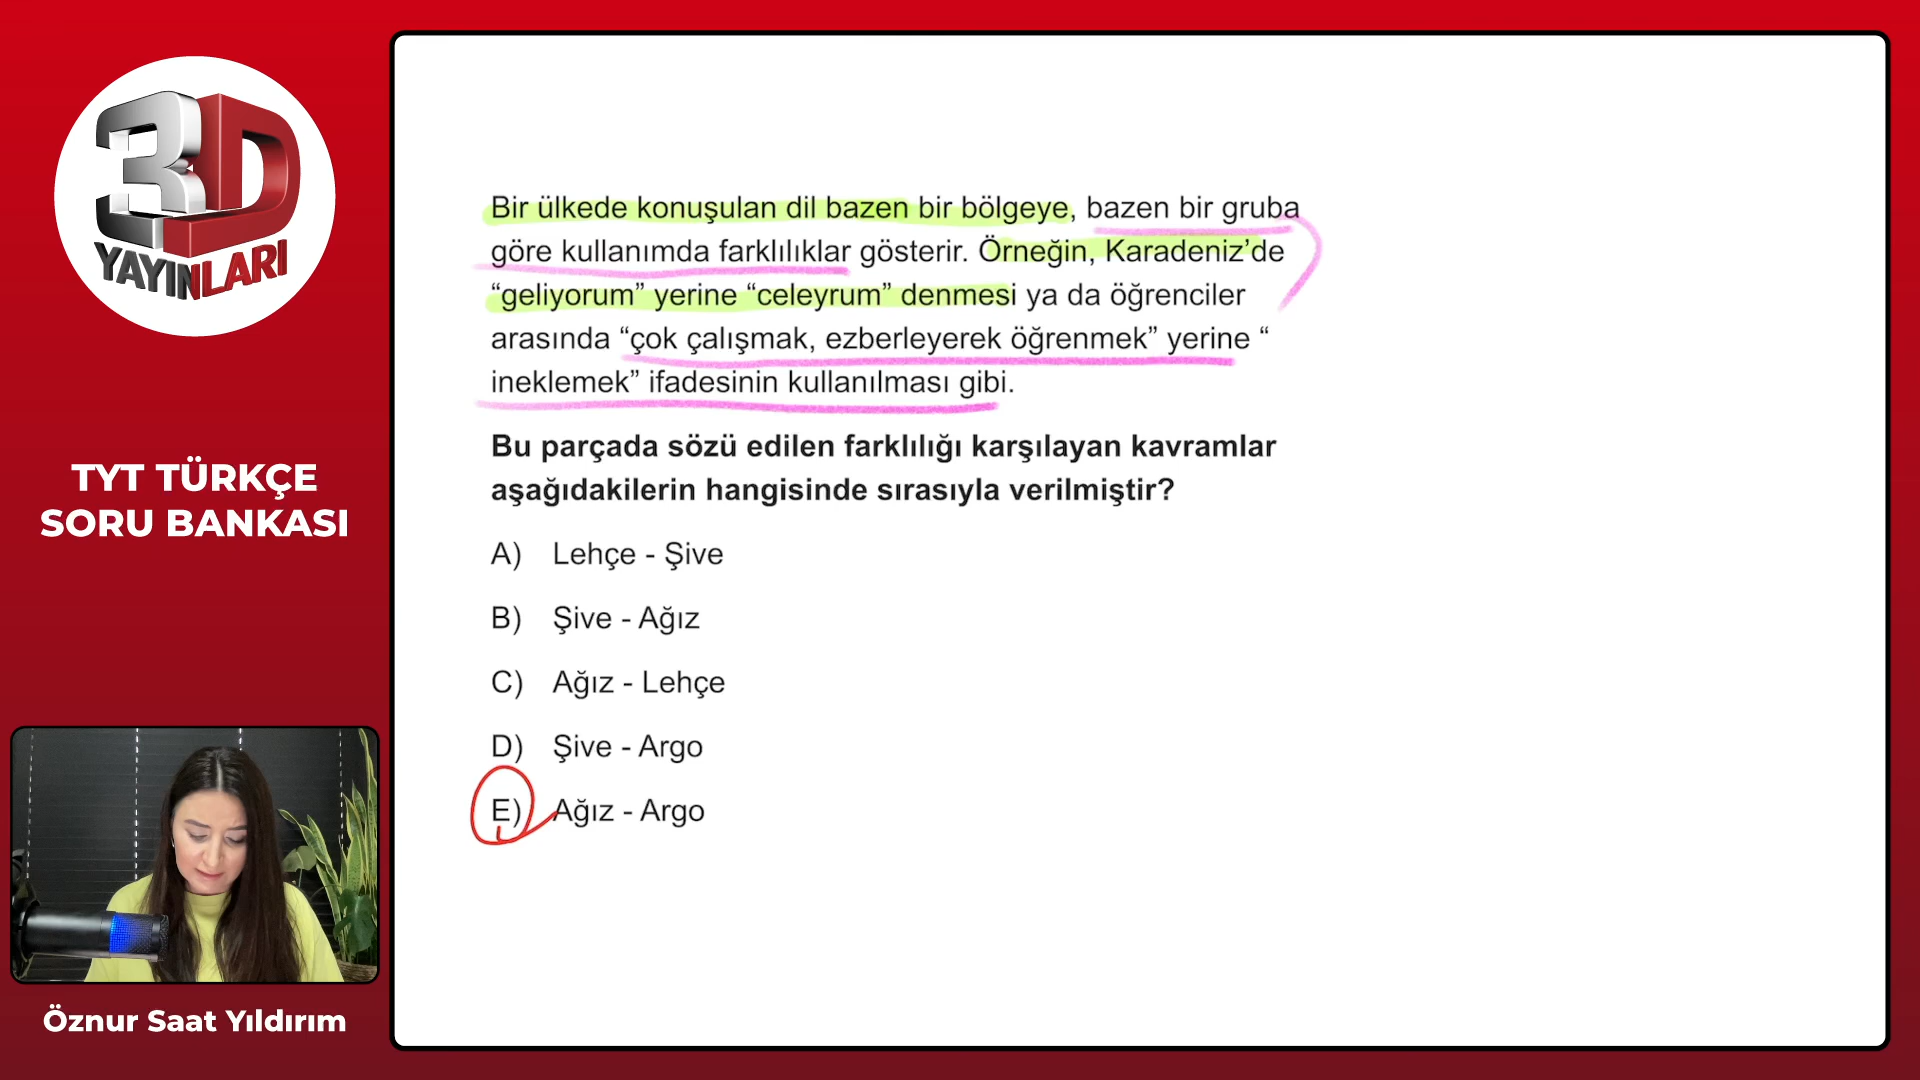 3D
YAYINLARI
TYT TÜRKÇE
SORU BANKASI
Öznur Saat Yıldırım
Bir ülkede konuşulan dil bazen bir bölgeye, bazen bir gruba
göre kullanımda farklılıklar gösterir. Örneğin, Karadeniz’de
“geliyorum” yerine “celeyrum” denmesi ya da öğrenciler
arasında “çok çalışmak, ezberleyerek öğrenmek” yerine “
ineklemek” ifadesinin kullanılması gibi.
Bu parçada sözü edilen farklılığı karşılayan kavramlar
aşağıdakilerin hangisinde sırasıyla verilmiştir?
A) Lehçe - Şive
B) Şive - Ağız
C) Ağız - Lehçe
D) Şive - Argo
E) Ağız - Argo